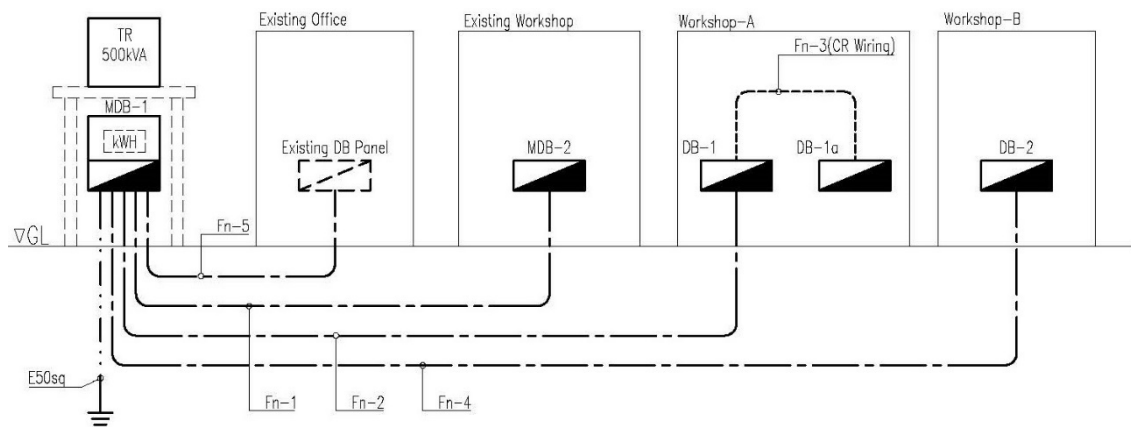 TR
500kVA
MDB-1
kWH
Existing Office
Existing DB Panel
Existing Workshop
MDB-2
Workshop-A
Fn-3(CR Wiring)
DB-1
DB-1a
Workshop-B
DB-2
▽GL
Fn-5
E50sq
Fn-1
Fn-2
Fn-4